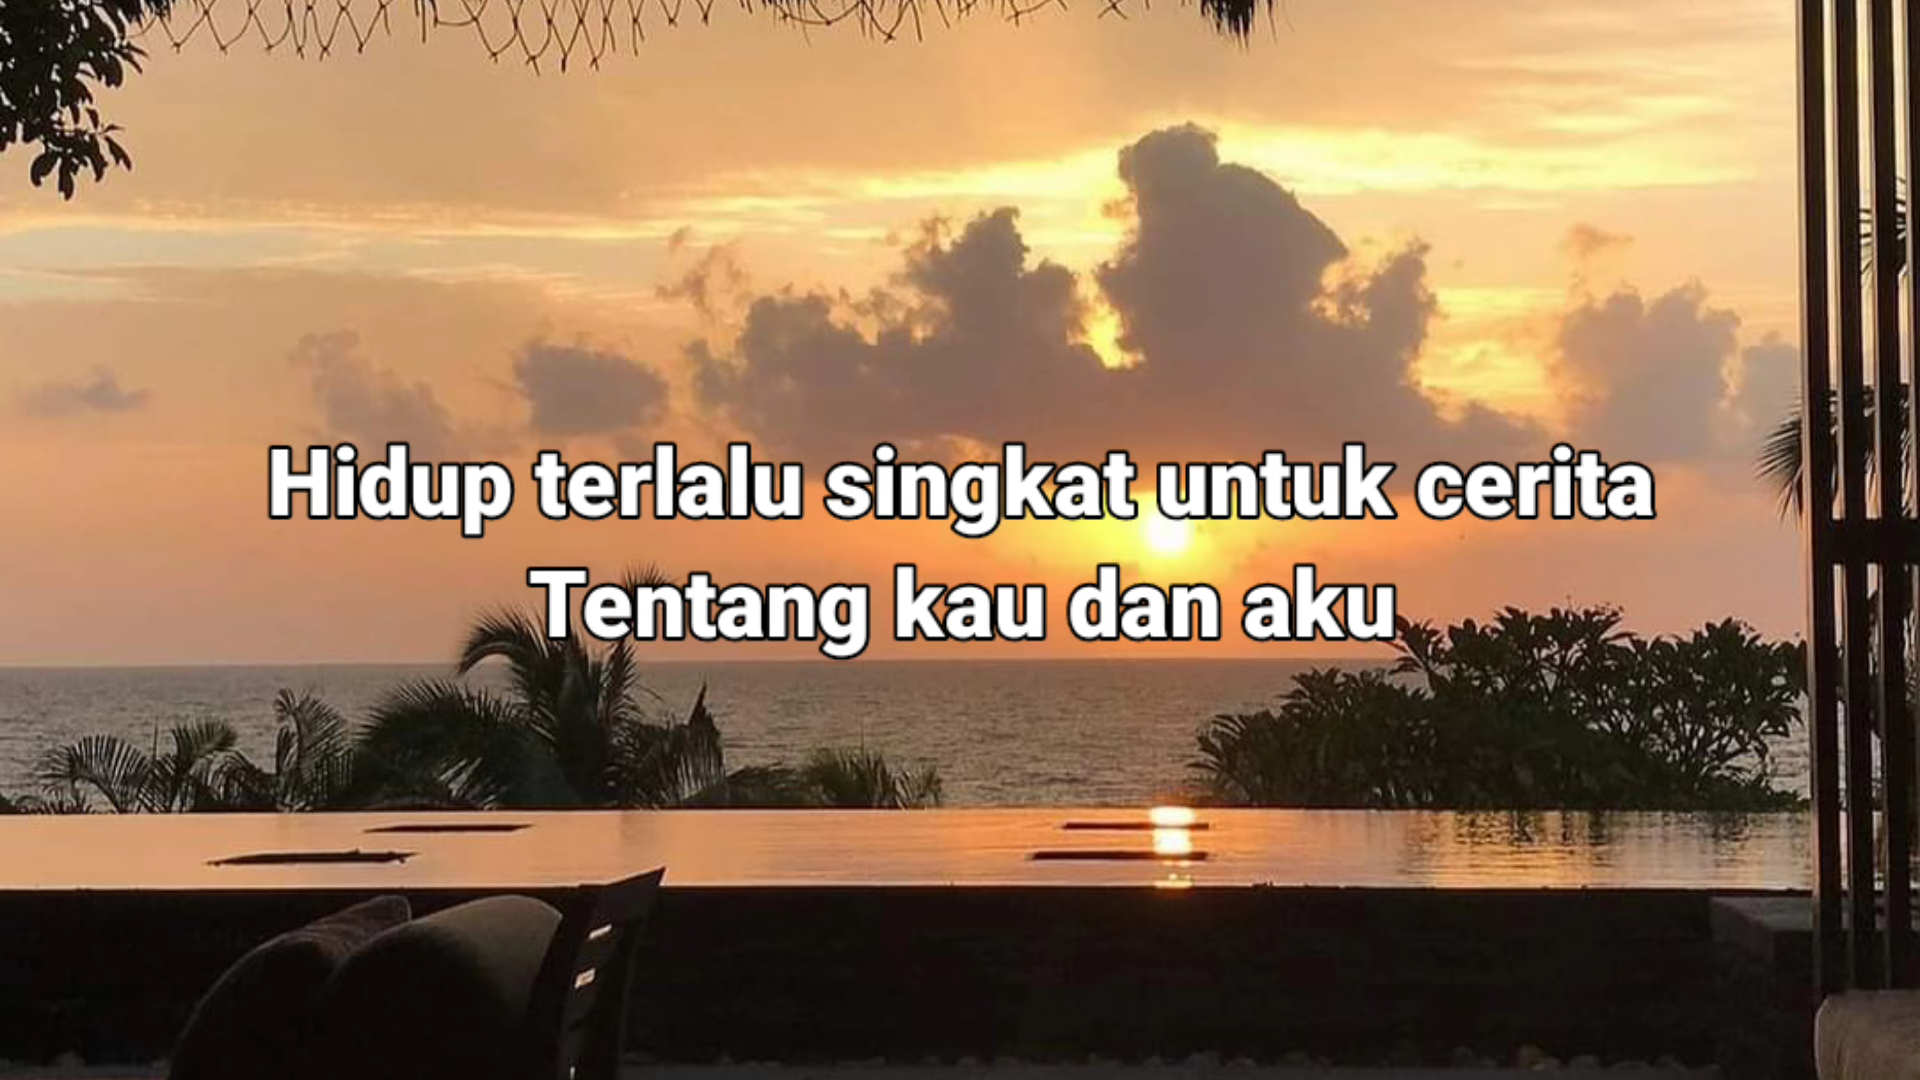 Hidup terlalu singkat untuk cerita
Tentang kau dan aku